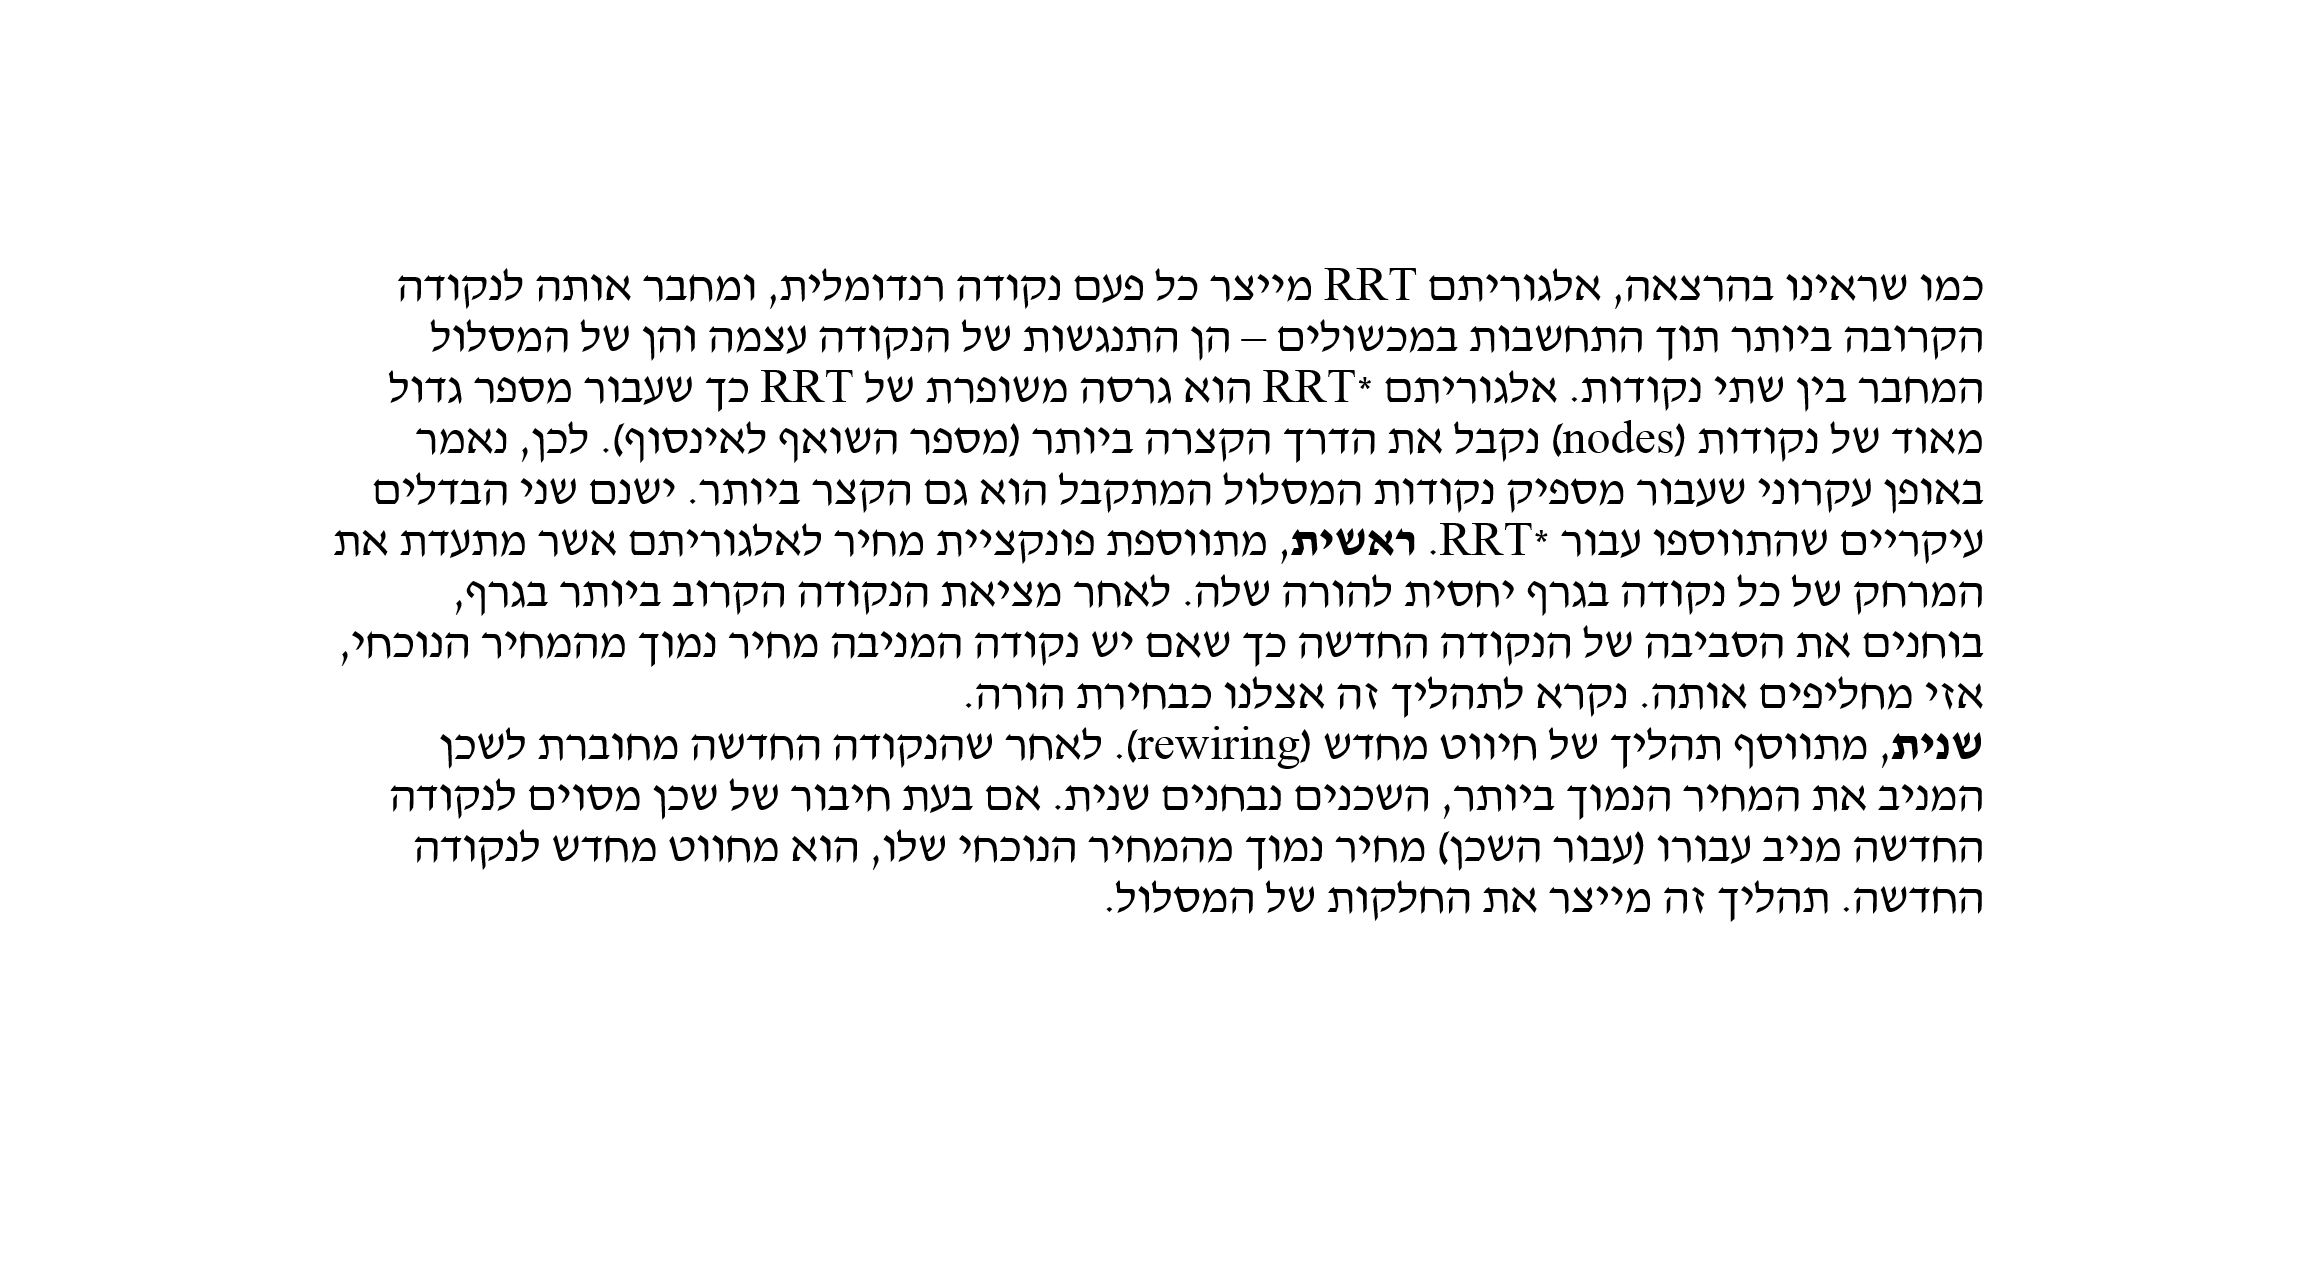 כמו שראינו בהרצאה, אלגוריתם RRT מייצר כל פעם נקודה רנדומלית, ומחבר אותה לנקודה
הקרובה ביותר תוך התחשבות במכשולים – הן התנגשות של הנקודה עצמה והן של המסלול
המחבר בין שתי נקודות. אלגוריתם RRT*‎ הוא גרסה משופרת של RRT כך שעבור מספר גדול
מאוד של נקודות (nodes) נקבל את הדרך הקצרה ביותר (מספר השואף לאינסוף). לכן, נאמר
באופן עקרוני שעבור מספיק נקודות המסלול המתקבל הוא גם הקצר ביותר. ישנם שני הבדלים
עיקריים שהתווספו עבור RRT*‎. ראשית, מתווספת פונקציית מחיר לאלגוריתם אשר מתעדת את
המרחק של כל נקודה בגרף יחסית להורה שלה. לאחר מציאת הנקודה הקרוב ביותר בגרף,
בוחנים את הסביבה של הנקודה החדשה כך שאם יש נקודה המניבה מחיר נמוך מהמחיר הנוכחי,
אזי מחליפים אותה. נקרא לתהליך זה אצלנו כבחירת הורה.
שנית, מתווסף תהליך של חיווט מחדש (rewiring). לאחר שהנקודה החדשה מחוברת לשכן
המניב את המחיר הנמוך ביותר, השכנים נבחנים שנית. אם בעת חיבור של שכן מסוים לנקודה
החדשה מניב עבורו (עבור השכן) מחיר נמוך מהמחיר הנוכחי שלו, הוא מחווט מחדש לנקודה
החדשה. תהליך זה מייצר את החלקות של המסלול.